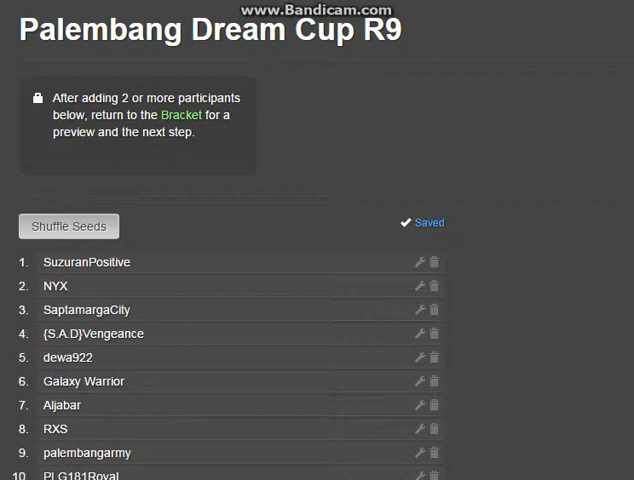 www.Bandicam.com
Palembang Dream Cup R9
After adding 2 or more participants
below, return to the Bracket for a
preview and the next step.
Shuffle Seeds
Saved
1. SuzuranPositive
2. NYX
3. SaptamargaCity
4. {S.A.D}Vengeance
5. dewa922
6. Galaxy Warrior
7. Aljabar
8. RXS
9. palembangarmy
10. PLG181Royal